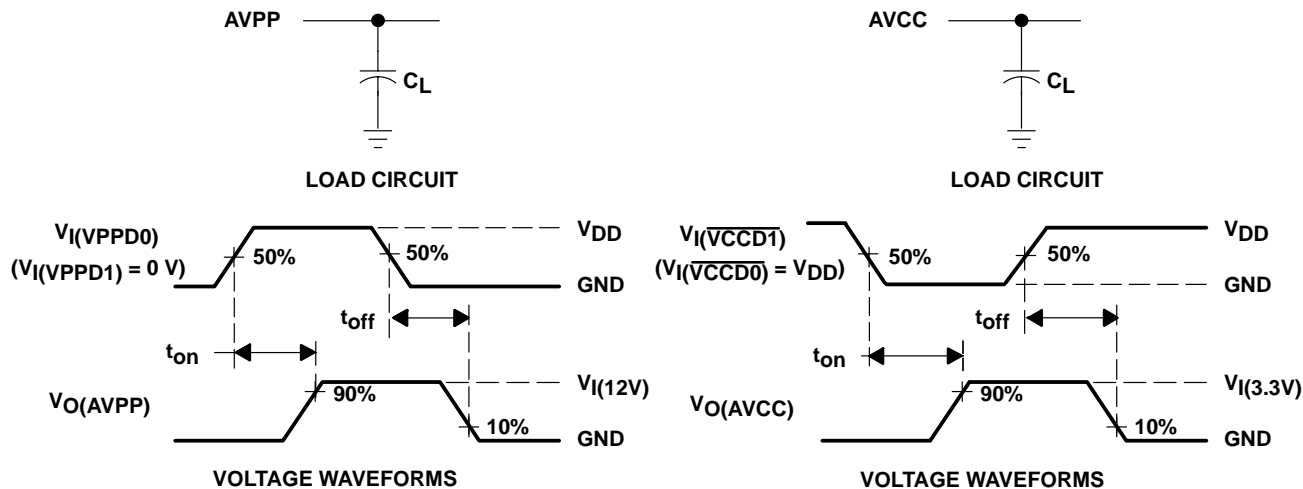 AVPP
CL
LOAD CIRCUIT
VI(VPPD0)
(VI(VPPD1) = 0 V)
50%
50%
VDD
GND
toff
ton
VO(AVPP)
90%
10%
VI(12V)
GND
VOLTAGE WAVEFORMS
AVCC
CL
LOAD CIRCUIT
VI(V̅C̅C̅D̅1̅)
(VI(V̅C̅C̅D̅0̅) = VDD)
50%
50%
VDD
GND
toff
ton
VO(AVCC)
90%
10%
VI(3.3V)
GND
VOLTAGE WAVEFORMS